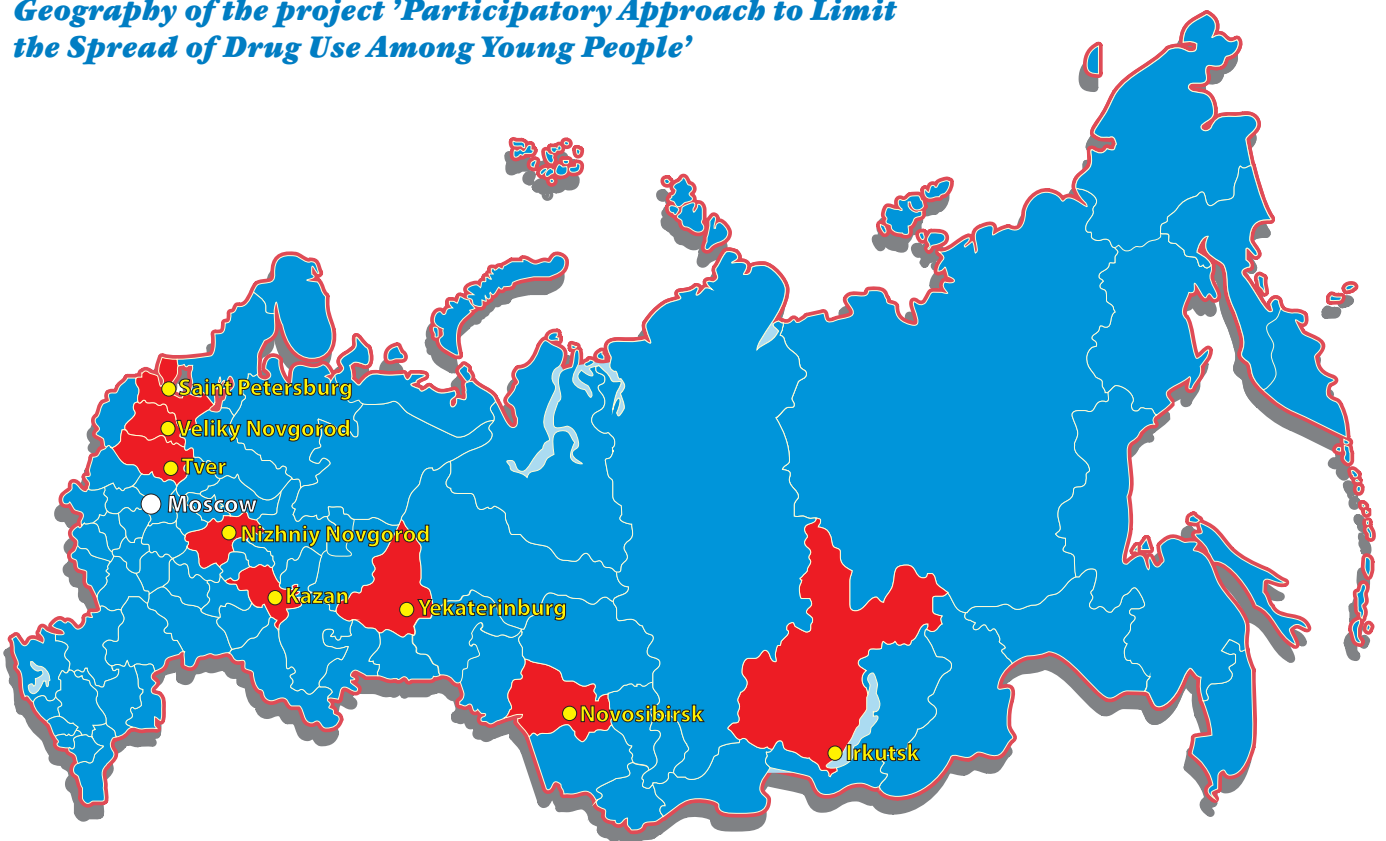 Geography of the project ’Participatory Approach to Limit
the Spread of Drug Use Among Young People’
Saint Petersburg
Veliky Novgorod
Tver
Moscow
Nizhniy Novgorod
Kazan
Yekaterinburg
Novosibirsk
Irkutsk